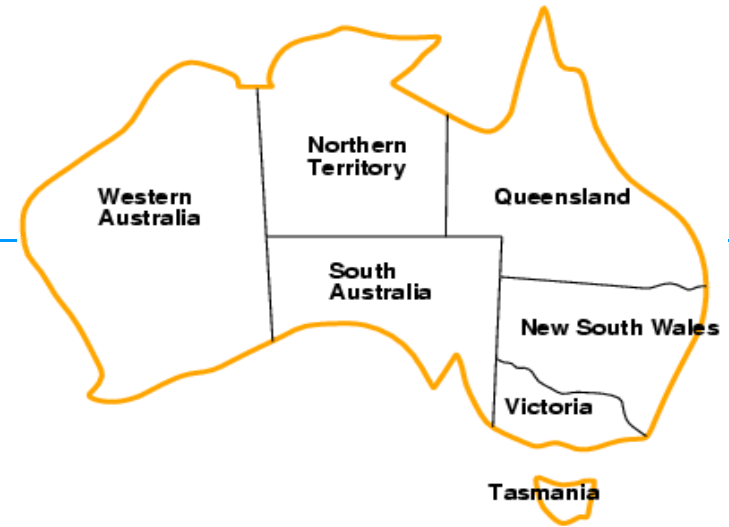 Northern
Territory
Western
Australia
Queensland
South
Australia
New South Wales
Victoria
Tasmania